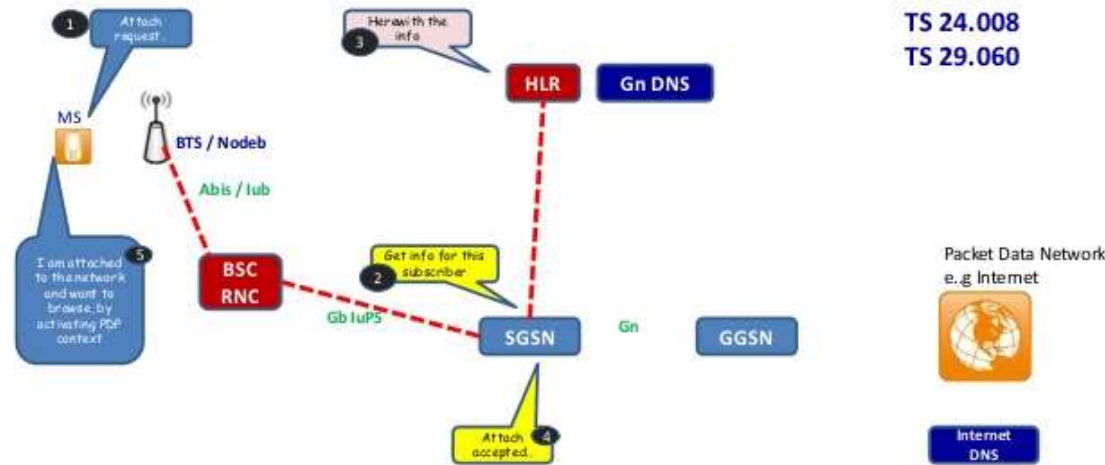 1
Attach
request..
Herewith the
info
3
TS 24.008
TS 29.060
HLR
Gn DNS
MS
BTS / Nodeb
Abis / Iub
5
I am attached
to the network
and want to
browse, by
activating PDP
context
BSC
RNC
Get info for this
subscriber
2
Gb IuPS
SGSN
Gn
GGSN
Packet Data Network
e..g Internet
Attach
accepted..
4
Internet
DNS